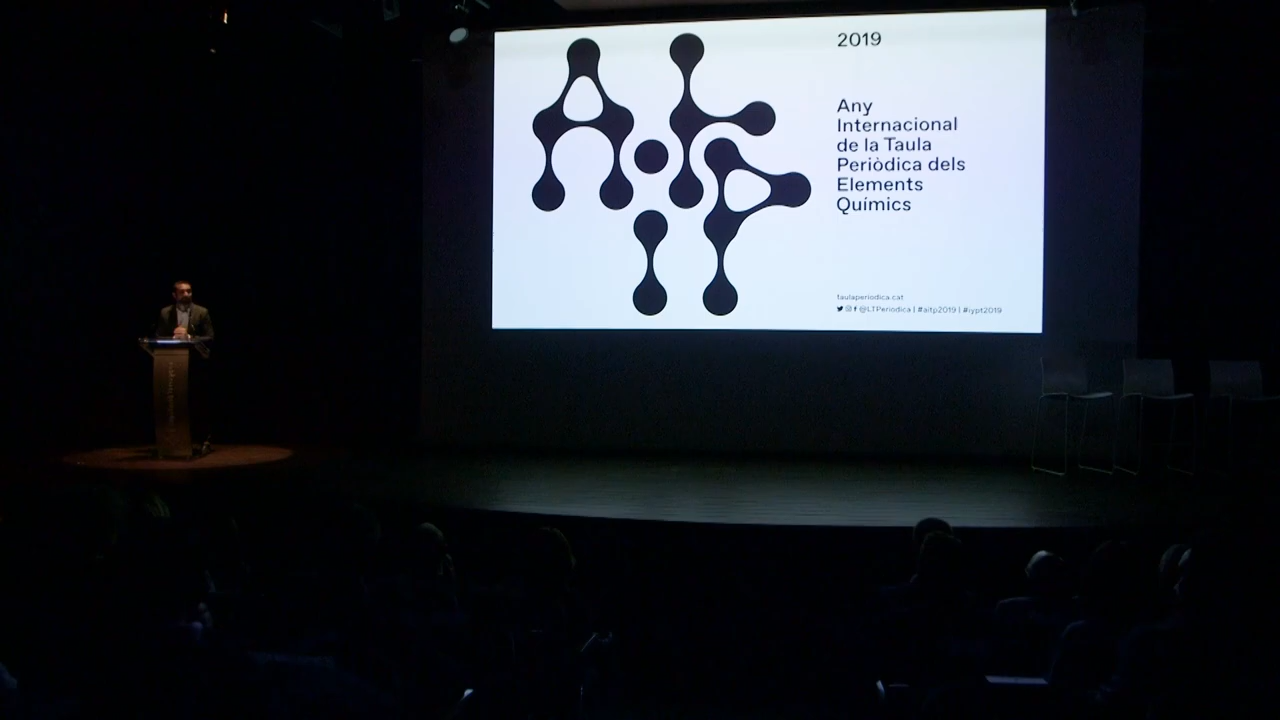 2019
Any
Internacional
de la Taula
Periòdica dels
Elements
Químics
taulaperiodica.cat
@LTPeriodica | #aitp2019 | #iypt2019